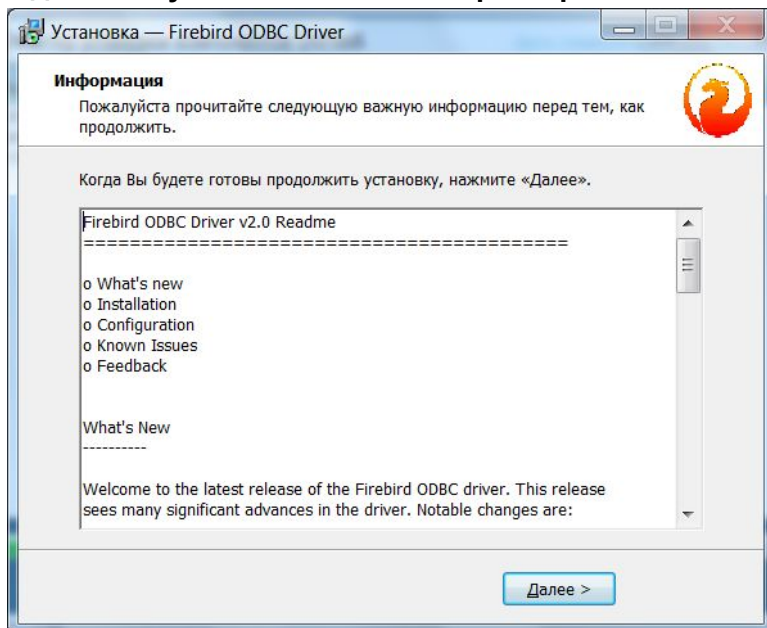 Установка — Firebird ODBC Driver
Информация
Пожалуйста прочитайте следующую важную информацию перед тем, как
продолжить.
Когда Вы будете готовы продолжить установку, нажмите «Далее».
Firebird ODBC Driver v2.0 Readme
==========================================
o What's new
o Installation
o Configuration
o Known Issues
o Feedback
What's New
----------
Welcome to the latest release of the Firebird ODBC driver. This release
sees many significant advances in the driver. Notable changes are:
Далее >